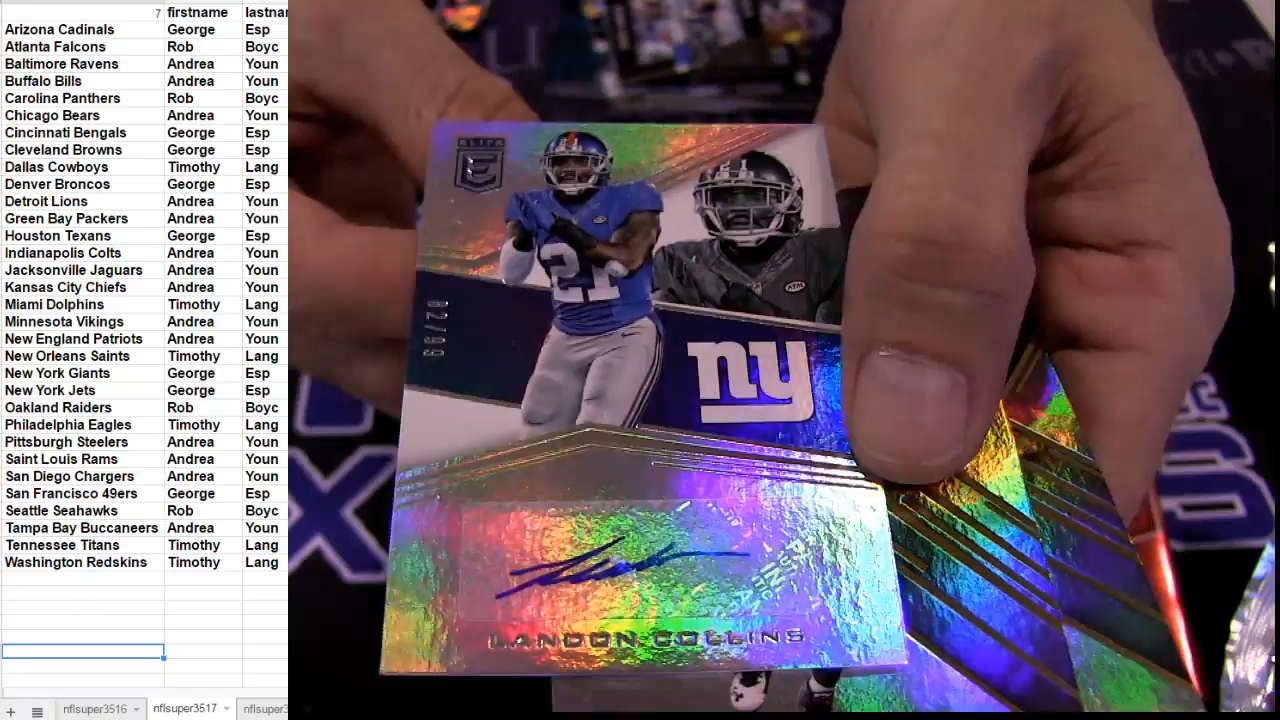 7 firstname lastnar
Arizona Cadinals George Esp
Atlanta Falcons Rob Boyc
Baltimore Ravens Andrea Youn
Buffalo Bills Andrea Youn
Carolina Panthers Rob Boyc
Chicago Bears Andrea Youn
Cincinnati Bengals George Esp
Cleveland Browns George Esp
Dallas Cowboys Timothy Lang
Denver Broncos George Esp
Detroit Lions Andrea Youn
Green Bay Packers Andrea Youn
Houston Texans George Esp
Indianapolis Colts Andrea Youn
Jacksonville Jaguars Andrea Youn
Kansas City Chiefs Andrea Youn
Miami Dolphins Timothy Lang
Minnesota Vikings Andrea Youn
New England Patriots Andrea Youn
New Orleans Saints Timothy Lang
New York Giants George Esp
New York Jets George Esp
Oakland Raiders Rob Boyc
Philadelphia Eagles Timothy Lang
Pittsburgh Steelers Andrea Youn
Saint Louis Rams Andrea Youn
San Diego Chargers Andrea Youn
San Francisco 49ers George Esp
Seattle Seahawks Rob Boyc
Tampa Bay Buccaneers Andrea Youn
Tennessee Titans Timothy Lang
Washington Redskins Timothy Lang
nflsuper3516 nflsuper3517 nflsuper3
ELITE
E
21
21
ATM
02/99
ny
LANDON COLLINS